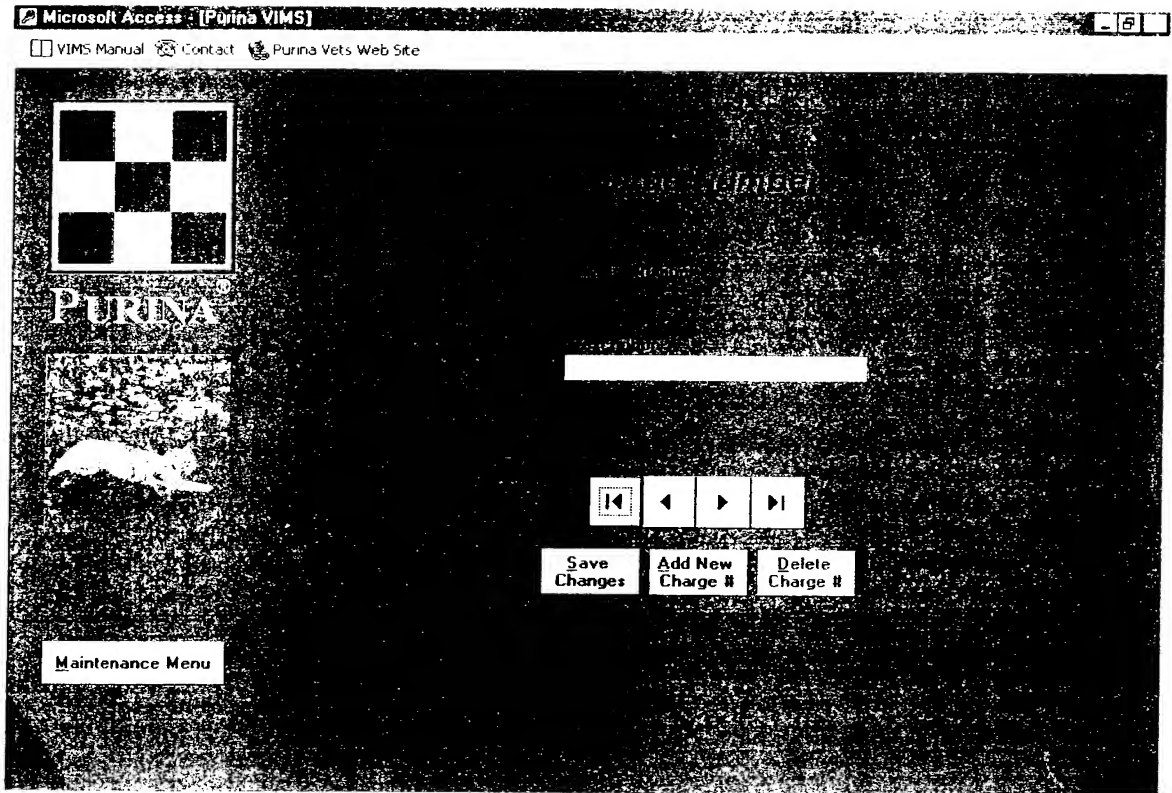 Microsoft Access - [Purina VIMS]
VIMS Manual Contact Purina Vets Web Site
PURINA®
Save Changes
Add New Charge #
Delete Charge #
Maintenance Menu